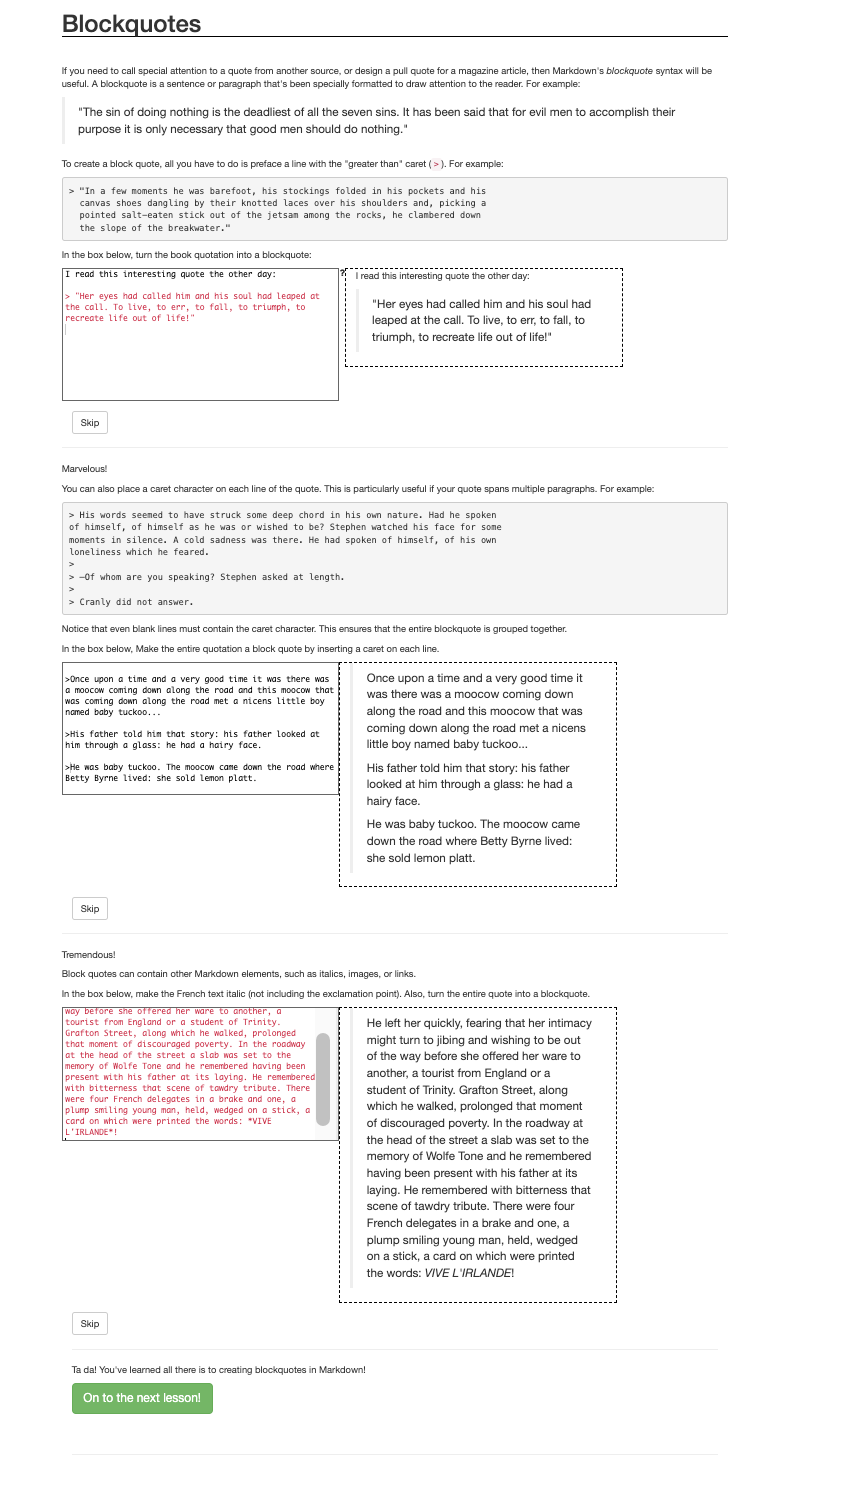 Blockquotes
If you need to call special attention to a quote from another source, or design a pull quote for a magazine article, then Markdown's blockquote syntax will be
useful. A blockquote is a sentence or paragraph that's been specially formatted to draw attention to the reader. For example:
"The sin of doing nothing is the deadliest of all the seven sins. It has been said that for evil men to accomplish their
purpose it is only necessary that good men should do nothing."
To create a block quote, all you have to do is preface a line with the "greater than" caret ( > ). For example:
> "In a few moments he was barefoot, his stockings folded in his pockets and his
canvas shoes dangling by their knotted laces over his shoulders and, picking a
pointed salt-eaten stick out of the jetsam among the rocks, he clambered down
the slope of the breakwater."
In the box below, turn the book quotation into a blockquote:
I read this interesting quote the other day:
> "Her eyes had called him and his soul had leaped at
the call. To live, to err, to fall, to triumph, to
recreate life out of life!"
?
I read this interesting quote the other day:
"Her eyes had called him and his soul had
leaped at the call. To live, to err, to fall, to
triumph, to recreate life out of life!"
Skip
Marvelous!
You can also place a caret character on each line of the quote. This is particularly useful if your quote spans multiple paragraphs. For example:
> His words seemed to have struck some deep chord in his own nature. Had he spoken
of himself, of himself as he was or wished to be? Stephen watched his face for some
moments in silence. A cold sadness was there. He had spoken of himself, of his own
loneliness which he feared.
>
> —Of whom are you speaking? Stephen asked at length.
>
> Cranly did not answer.
Notice that even blank lines must contain the caret character. This ensures that the entire blockquote is grouped together.
In the box below, Make the entire quotation a block quote by inserting a caret on each line.
>Once upon a time and a very good time it was there was
a moocow coming down along the road and this moocow that
was coming down along the road met a nicens little boy
named baby tuckoo...
>His father told him that story: his father looked at
him through a glass: he had a hairy face.
>He was baby tuckoo. The moocow came down the road where
Betty Byrne lived: she sold lemon platt.
Once upon a time and a very good time it
was there was a moocow coming down
along the road and this moocow that was
coming down along the road met a nicens
little boy named baby tuckoo...
His father told him that story: his father
looked at him through a glass: he had a
hairy face.
He was baby tuckoo. The moocow came
down the road where Betty Byrne lived:
she sold lemon platt.
Skip
Tremendous!
Block quotes can contain other Markdown elements, such as italics, images, or links.
In the box below, make the French text italic (not including the exclamation point). Also, turn the entire quote into a blockquote.
way before she offered her ware to another, a
tourist from England or a student of Trinity.
Grafton Street, along which he walked, prolonged
that moment of discouraged poverty. In the roadway
at the head of the street a slab was set to the
memory of Wolfe Tone and he remembered having been
present with his father at its laying. He remembered
with bitterness that scene of tawdry tribute. There
were four French delegates in a brake and one, a
plump smiling young man, held, wedged on a stick, a
card on which were printed the words: *VIVE
L'IRLANDE*!
He left her quickly, fearing that her intimacy
might turn to jibing and wishing to be out
of the way before she offered her ware to
another, a tourist from England or a
student of Trinity. Grafton Street, along
which he walked, prolonged that moment
of discouraged poverty. In the roadway at
the head of the street a slab was set to the
memory of Wolfe Tone and he remembered
having been present with his father at its
laying. He remembered with bitterness that
scene of tawdry tribute. There were four
French delegates in a brake and one, a
plump smiling young man, held, wedged
on a stick, a card on which were printed
the words: VIVE L'IRLANDE!
Skip
Ta da! You've learned all there is to creating blockquotes in Markdown!
On to the next lesson!